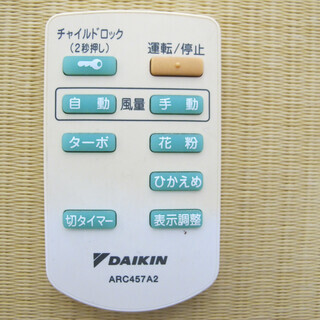 チャイルドロック
(2秒押し)
運転/停止
自動 風量 手動
ターボ 花粉
ひかえめ
切タイマー 表示調整
DAIKIN
ARC457A2